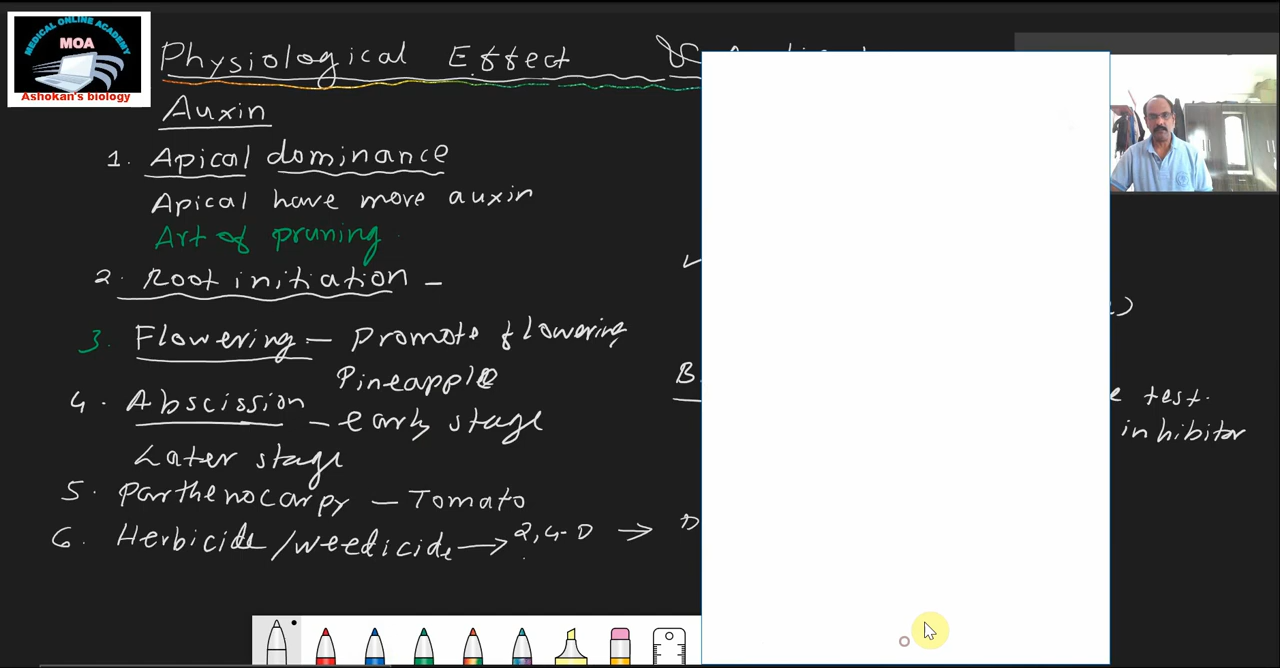 MEDICAL ONLINE ACADEMY
MOA
Ashokan's biology
Physiological Effect &
Auxin
1. Apical dominance
Apical have more auxin
Art of pruning
2. Root initiation -
3. Flowering - Promote flowering
Pineapple
4. Abscission - early stage
Later stage
5. Parthenocarpy - Tomato
6. Herbicide/weedicide → 2,4-D → D
B.
test.
inhibitor